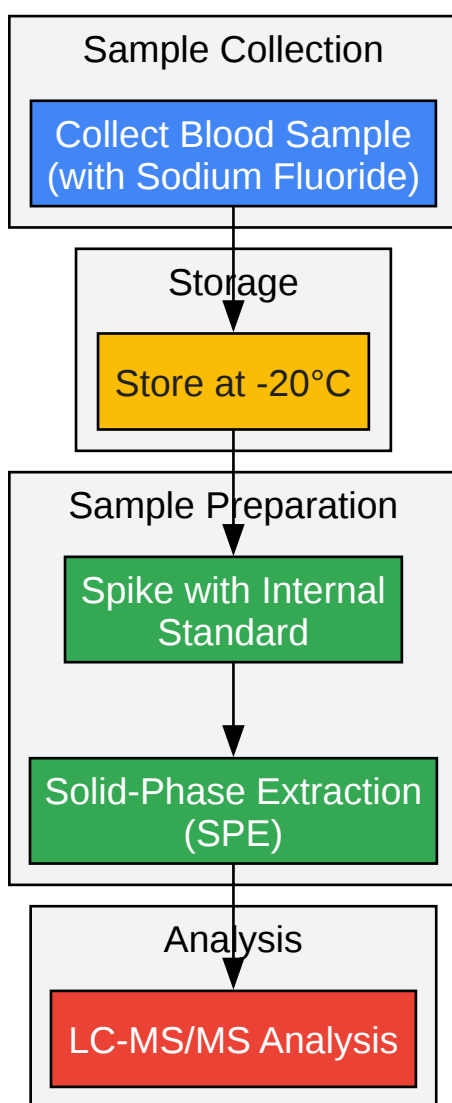 Sample Collection
Collect Blood Sample
(with Sodium Fluoride)
Storage
Store at -20°C
Sample Preparation
Spike with Internal
Standard
Solid-Phase Extraction
(SPE)
Analysis
LC-MS/MS Analysis